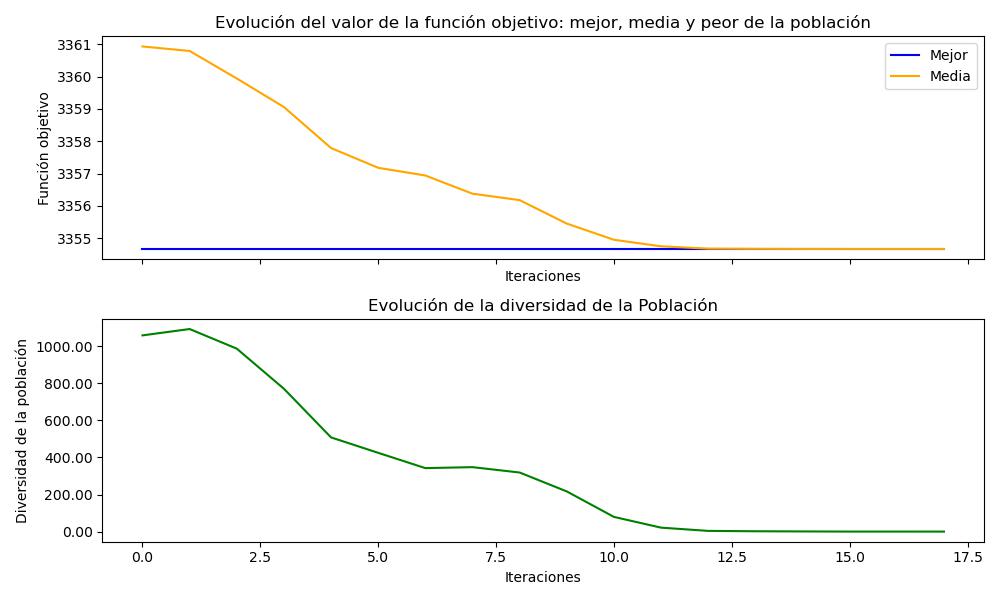 Evolución del valor de la función objetivo: mejor, media y peor de la población
Función objetivo
3361
3360
3359
3358
3357
3356
3355
Mejor
Media
Iteraciones
Evolución de la diversidad de la Población
Diversidad de la población
1000.00
800.00
600.00
400.00
200.00
0.00
0.0 2.5 5.0 7.5 10.0 12.5 15.0 17.5
Iteraciones